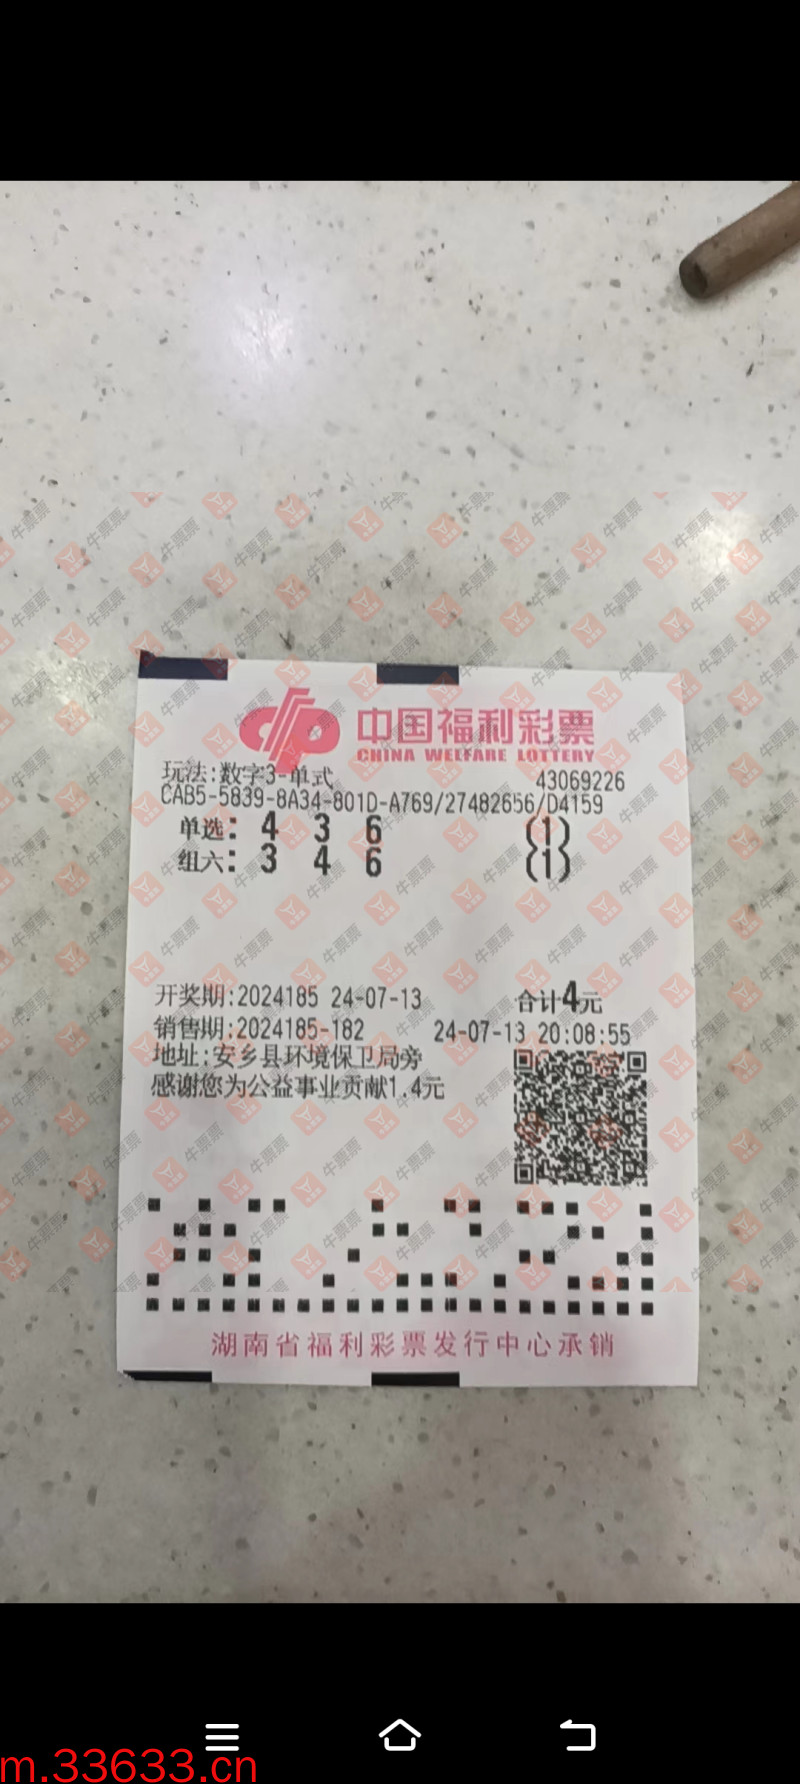 中国福利彩票
CHINA WELFARE LOTTERY
玩法:数字3-单式 43069226
CAB5-5839-8A34-801D-A769/27482656/D4159
单选: 4 3 6 (1)
组六: 3 4 6 (1)
开奖期:2024185 24-07-13 合计4元
销售期:2024185-182 24-07-13 20:08:55
地址:安乡县环境保卫局旁
感谢您为公益事业贡献1.4元
湖南省福利彩票发行中心承销
牛票票
m.33633.cn